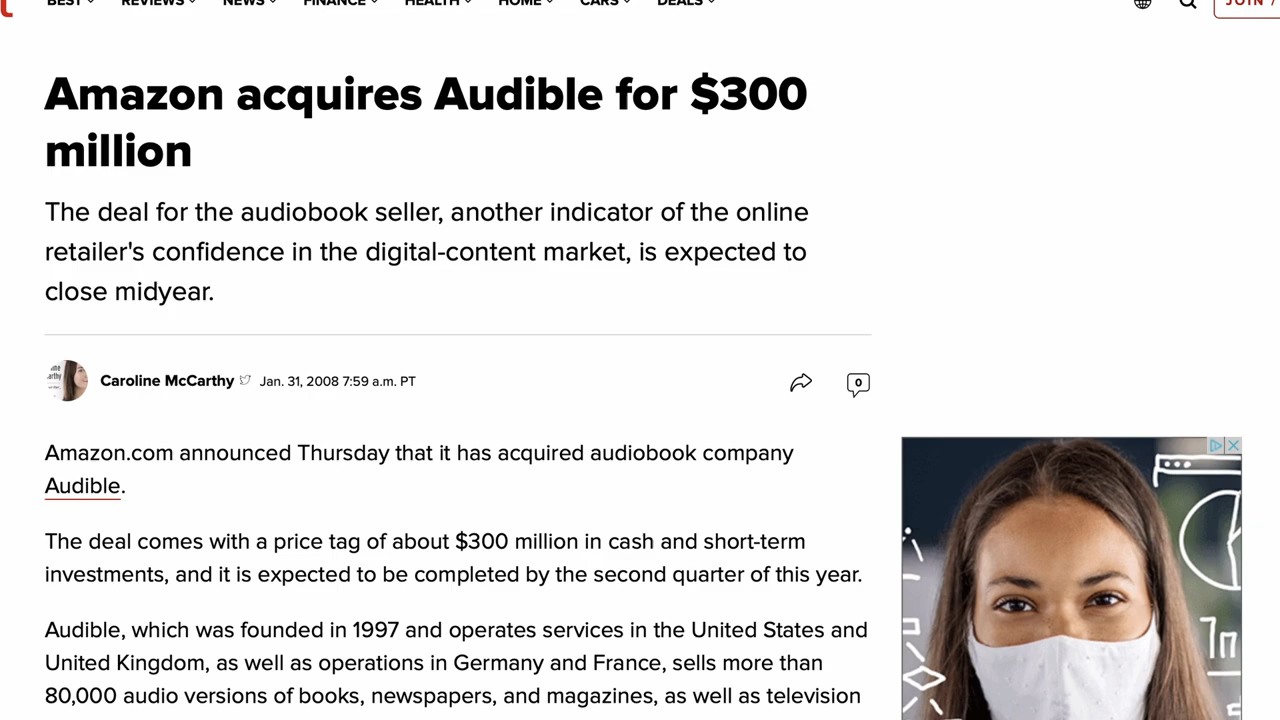 BEST REVIEWS NEWS FINANCE HEALTH HOME CARS DEALS JOIN /
Amazon acquires Audible for $300
million
The deal for the audiobook seller, another indicator of the online
retailer's confidence in the digital-content market, is expected to
close midyear.
Caroline McCarthy Jan. 31, 2008 7:59 a.m. PT
0
Amazon.com announced Thursday that it has acquired audiobook company
Audible.
The deal comes with a price tag of about $300 million in cash and short-term
investments, and it is expected to be completed by the second quarter of this year.
Audible, which was founded in 1997 and operates services in the United States and
United Kingdom, as well as operations in Germany and France, sells more than
80,000 audio versions of books, newspapers, and magazines, as well as television